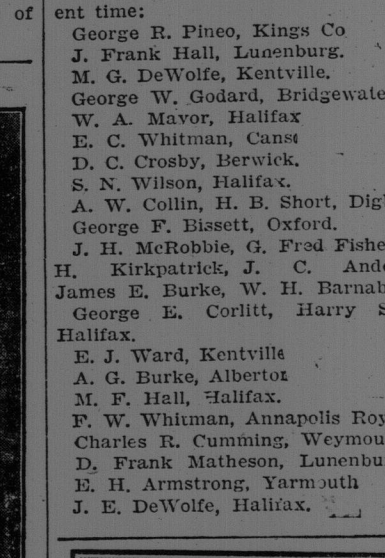 of ent time:
George R. Pineo, Kings Co
J. Frank Hall, Lunenburg.
M. G. DeWolfe, Kentville.
George W. Godard, Bridgewate
W. A. Mavor, Halifax
E. C. Whitman, Canso
D. C. Crosby, Berwick.
S. N. Wilson, Halifax.
A. W. Collin, H. B. Short, Dig
George F. Bissett, Oxford.
J. H. McRobbie, G. Fred Fishe
H. Kirkpatrick, J. C. And
James E. Burke, W. H. Barnab
George E. Corlitt, Harry S
Halifax.
E. J. Ward, Kentville
A. G. Burke, Alberton
M. F. Hall, Halifax.
F. W. Whitman, Annapolis Roy
Charles R. Cumming, Weymou
D. Frank Matheson, Lunenbu
E. H. Armstrong, Yarmouth
J. E. DeWolfe, Halifax.